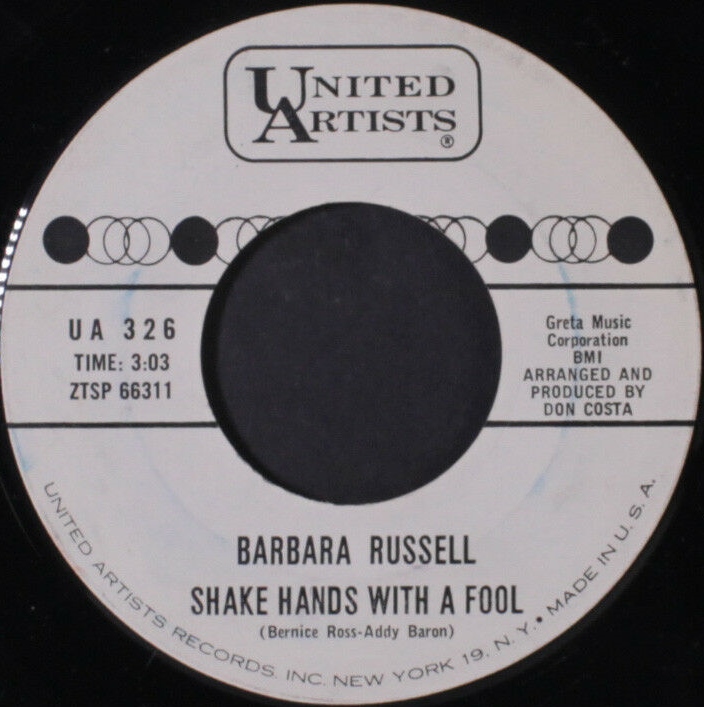 UNITED
ARTISTS
®
UA 326
TIME: 3:03
ZTSP 66311
Greta Music
Corporation
BMI
ARRANGED AND
PRODUCED BY
DON COSTA
BARBARA RUSSELL
SHAKE HANDS WITH A FOOL
(Bernice Ross-Addy Baron)
UNITED ARTISTS RECORDS, INC. NEW YORK 19, N. Y. • MADE IN U. S. A.